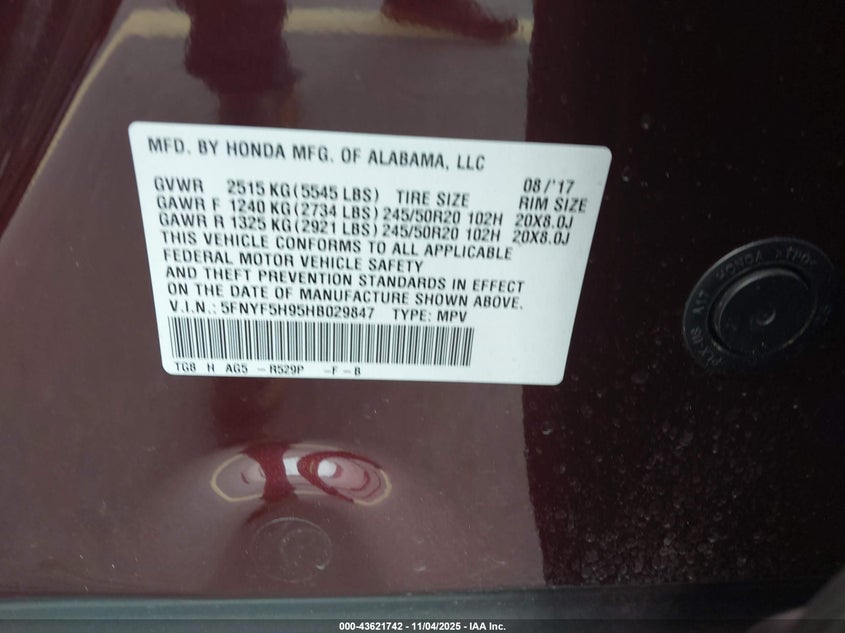 MFD. BY HONDA MFG. OF ALABAMA, LLC
08/'17
GVWR 2515 KG (5545 LBS) TIRE SIZE RIM SIZE
GAWR F 1240 KG (2734 LBS) 245/50R20 102H 20X8.0J
GAWR R 1325 KG (2921 LBS) 245/50R20 102H 20X8.0J
THIS VEHICLE CONFORMS TO ALL APPLICABLE
FEDERAL MOTOR VEHICLE SAFETY
AND THEFT PREVENTION STANDARDS IN EFFECT
ON THE DATE OF MANUFACTURE SHOWN ABOVE.
V.I.N.: 5FNYF5H95HB029847 TYPE: MPV
TG8 H AG5 -R529P -F-B
HONDA
000-43621742 - 11/04/2025 - IAA Inc.